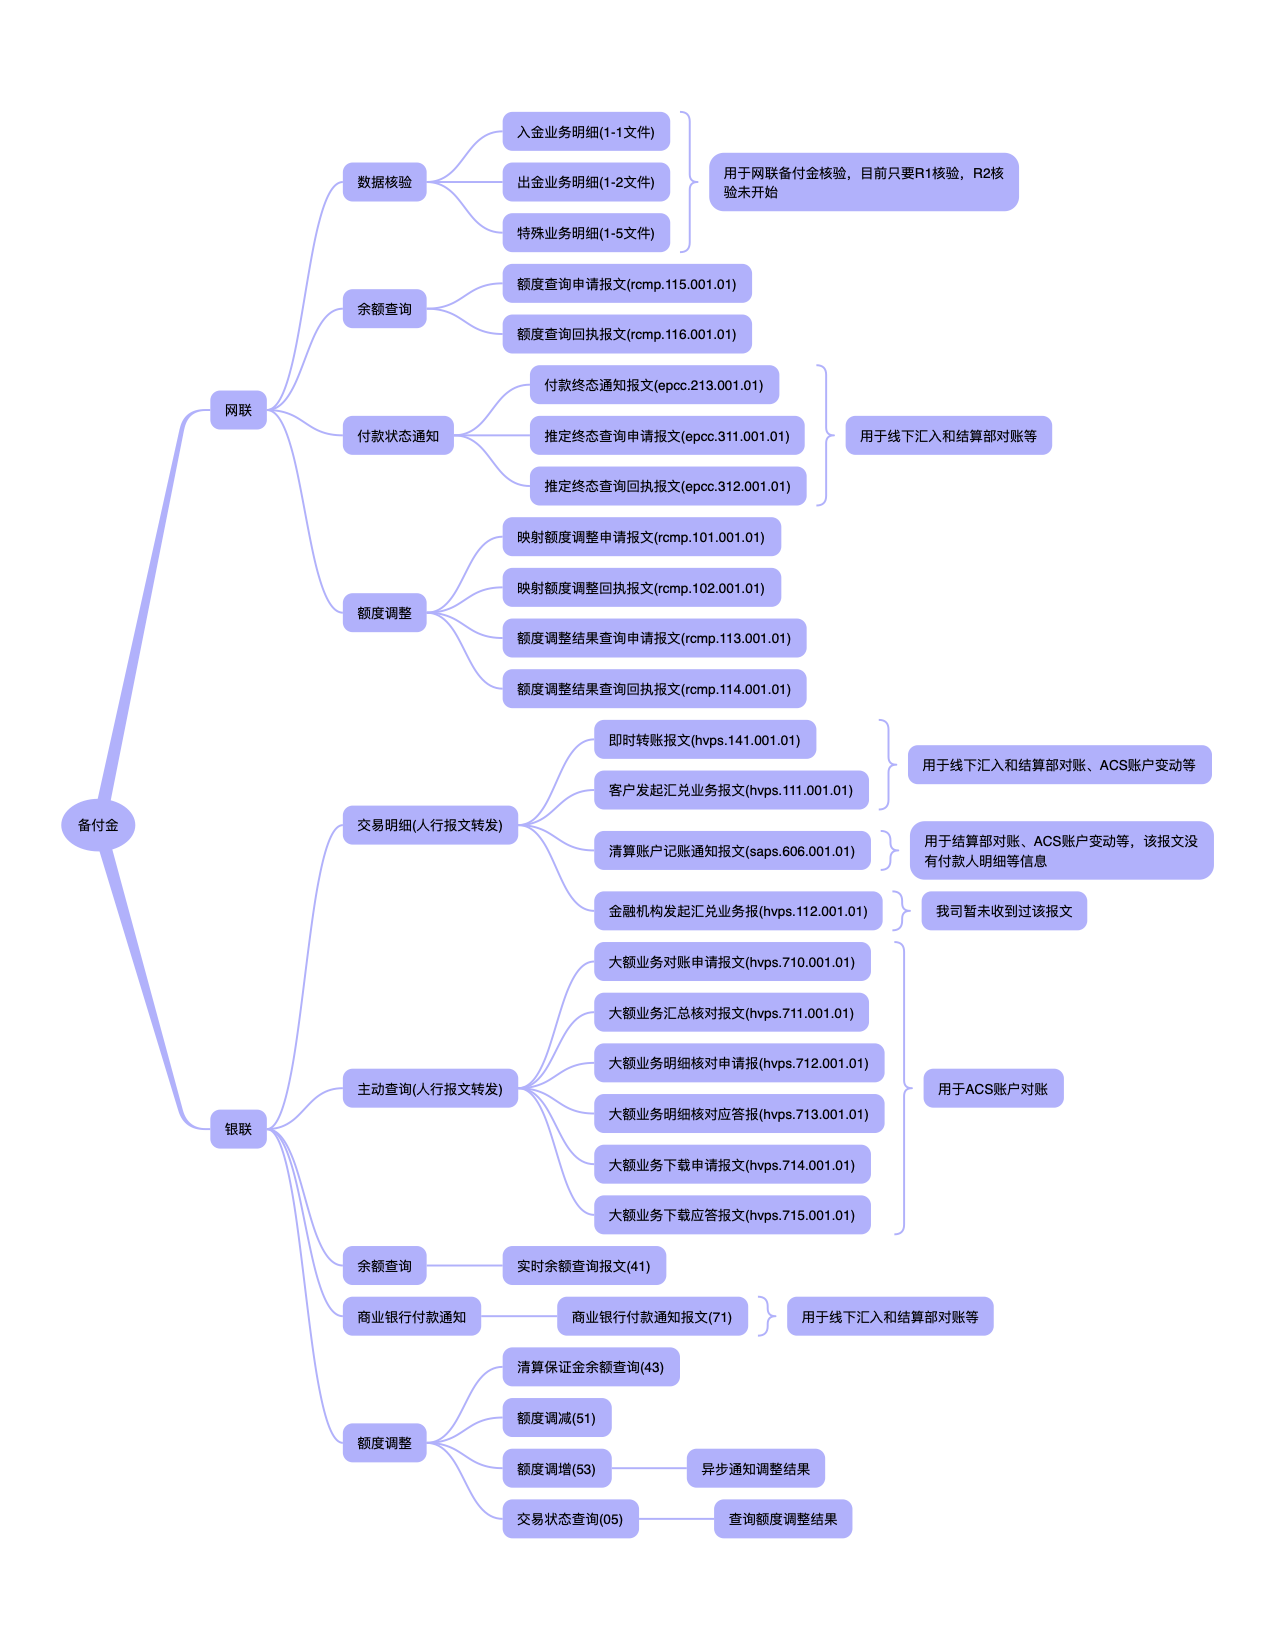 备付金
网联
数据核验
入金业务明细(1-1文件)
出金业务明细(1-2文件)
特殊业务明细(1-5文件)
用于网联备付金核验，目前只要R1核验，R2核
验未开始
余额查询
额度查询申请报文(rcmp.115.001.01)
额度查询回执报文(rcmp.116.001.01)
付款状态通知
付款终态通知报文(epcc.213.001.01)
推定终态查询申请报文(epcc.311.001.01)
推定终态查询回执报文(epcc.312.001.01)
用于线下汇入和结算部对账等
额度调整
映射额度调整申请报文(rcmp.101.001.01)
映射额度调整回执报文(rcmp.102.001.01)
额度调整结果查询申请报文(rcmp.113.001.01)
额度调整结果查询回执报文(rcmp.114.001.01)
银联
交易明细(人行报文转发)
即时转账报文(hvps.141.001.01)
客户发起汇兑业务报文(hvps.111.001.01)
用于线下汇入和结算部对账、ACS账户变动等
清算账户记账通知报文(saps.606.001.01)
用于结算部对账、ACS账户变动等，该报文没
有付款人明细等信息
金融机构发起汇兑业务报(hvps.112.001.01)
我司暂未收到过该报文
主动查询(人行报文转发)
大额业务对账申请报文(hvps.710.001.01)
大额业务汇总核对报文(hvps.711.001.01)
大额业务明细核对申请报(hvps.712.001.01)
大额业务明细核对应答报(hvps.713.001.01)
大额业务下载申请报文(hvps.714.001.01)
大额业务下载应答报文(hvps.715.001.01)
用于ACS账户对账
余额查询
实时余额查询报文(41)
商业银行付款通知
商业银行付款通知报文(71)
用于线下汇入和结算部对账等
额度调整
清算保证金余额查询(43)
额度调减(51)
额度调增(53)
异步通知调整结果
交易状态查询(05)
查询额度调整结果